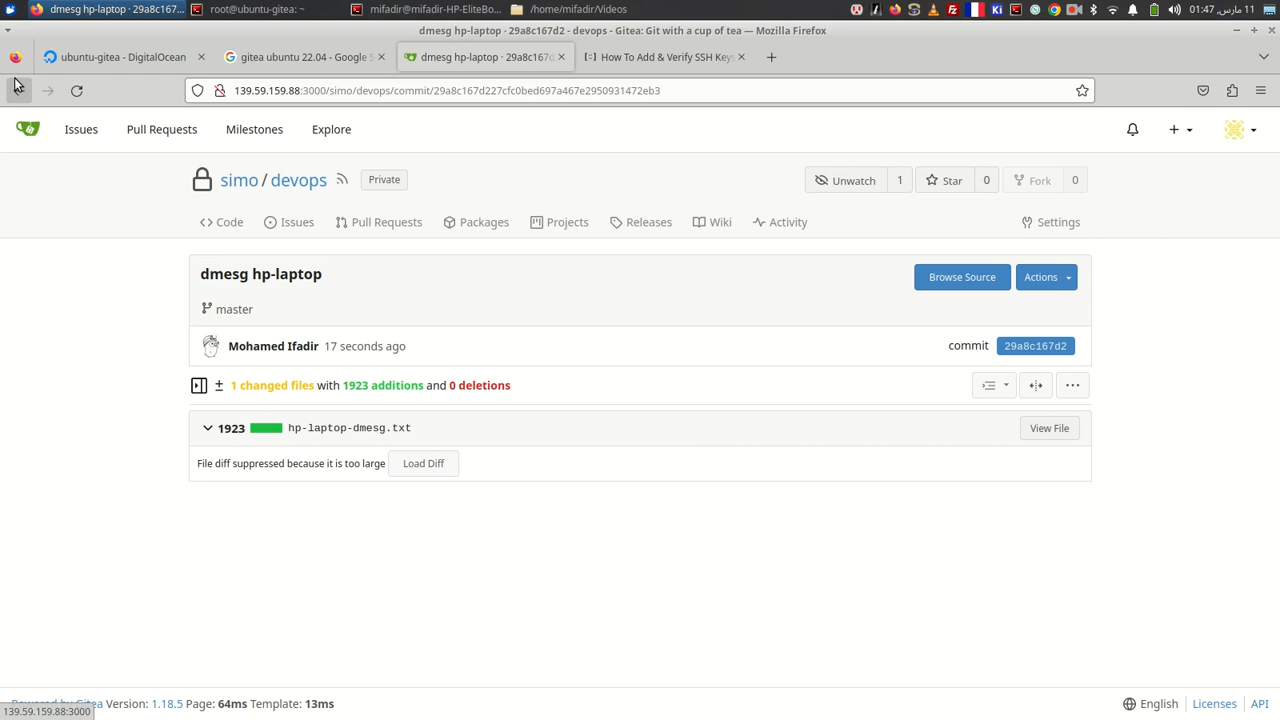 dmesg hp-laptop · 29a8c167... root@ubuntu-gitea: ~ mifadir@mifadir-HP-EliteBo... /home/mifadir/Videos 11 مارس, 01:47
dmesg hp-laptop · 29a8c167d2 - devops - Gitea: Git with a cup of tea — Mozilla Firefox
ubuntu-gitea - DigitalOcean gitea ubuntu 22.04 - Google S dmesg hp-laptop · 29a8c167d How To Add & Verify SSH Key
139.59.159.88:3000/simo/devops/commit/29a8c167d227cfc0bed697a467e2950931472eb3
Issues Pull Requests Milestones Explore
simo / devops Private Unwatch 1 Star 0 Fork 0
Code Issues Pull Requests Packages Projects Releases Wiki Activity Settings
dmesg hp-laptop Browse Source Actions
master
Mohamed Ifadir 17 seconds ago commit 29a8c167d2
1 changed files with 1923 additions and 0 deletions
1923 hp-laptop-dmesg.txt View File
File diff suppressed because it is too large Load Diff
Powered by Gitea Version: 1.18.5 Page: 64ms Template: 13ms English Licenses API
139.59.159.88:3000